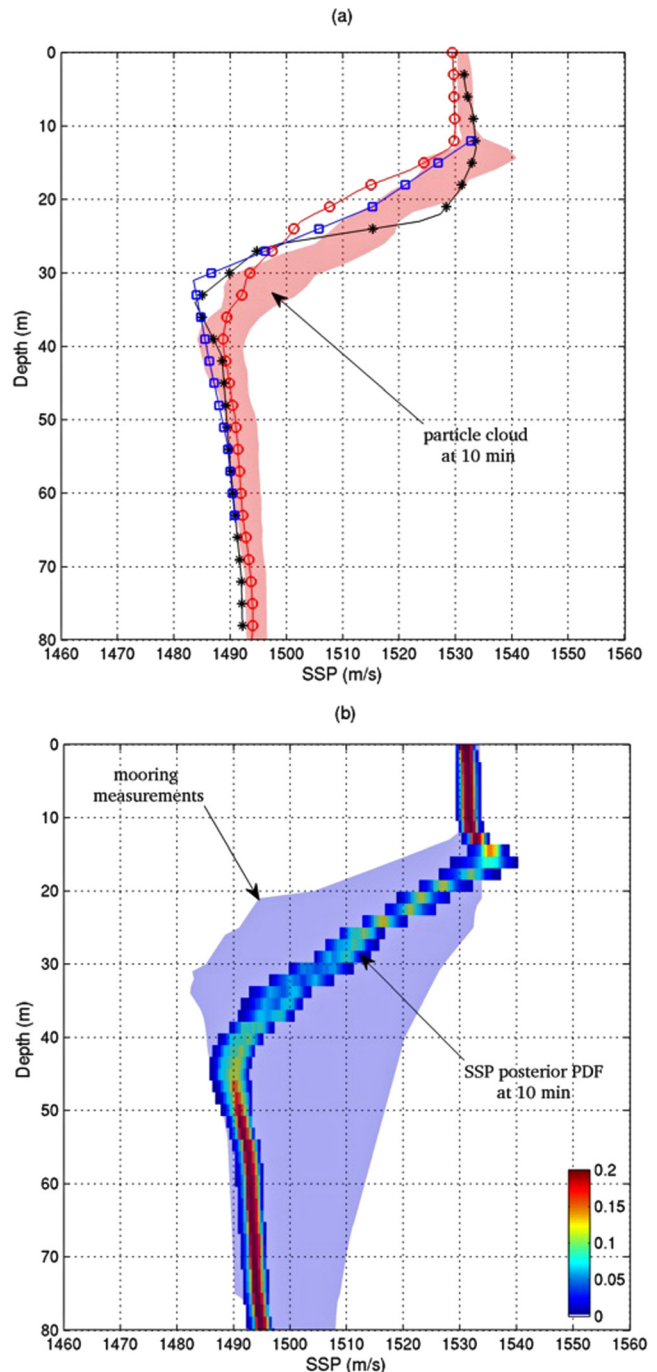 (a)
0
10
20
30
40
50
60
70
80
Depth (m)
particle cloud
at 10 min
1460 1470 1480 1490 1500 1510 1520 1530 1540 1550 1560
SSP (m/s)
(b)
0
10
20
30
40
50
60
70
80
Depth (m)
mooring
measurements
SSP posterior PDF
at 10 min
0.2
0.15
0.1
0.05
0
1460 1470 1480 1490 1500 1510 1520 1530 1540 1550 1560
SSP (m/s)